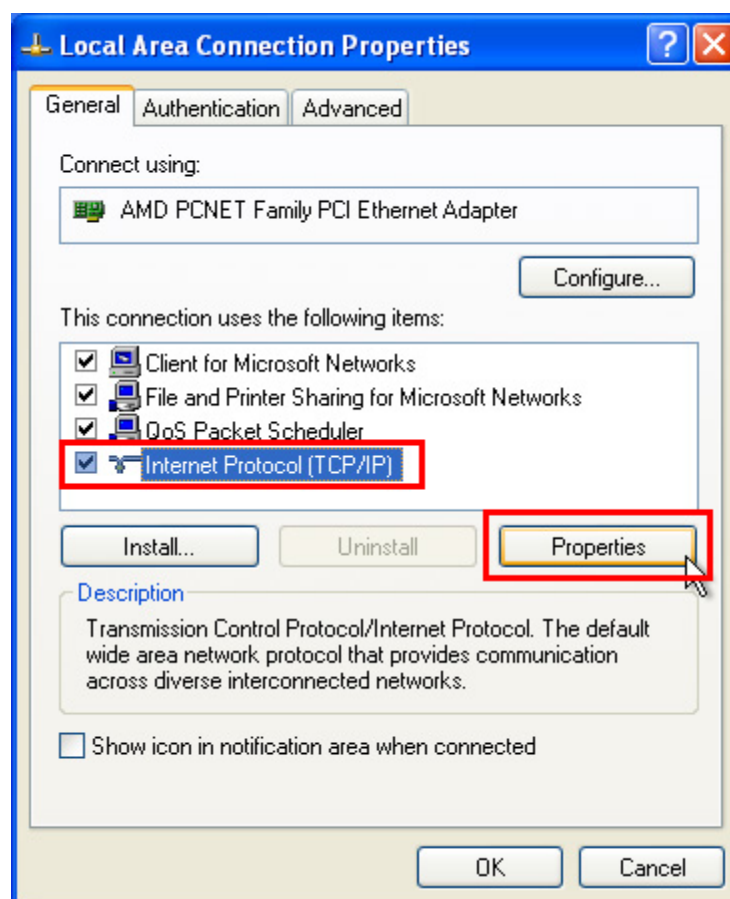 Local Area Connection Properties
General
Authentication
Advanced
Connect using:
AMD PCNET Family PCI Ethernet Adapter
Configure...
This connection uses the following items:
Client for Microsoft Networks
File and Printer Sharing for Microsoft Networks
QoS Packet Scheduler
Internet Protocol (TCP/IP)
Install...
Uninstall
Properties
Description
Transmission Control Protocol/Internet Protocol. The default
wide area network protocol that provides communication
across diverse interconnected networks.
Show icon in notification area when connected
OK
Cancel